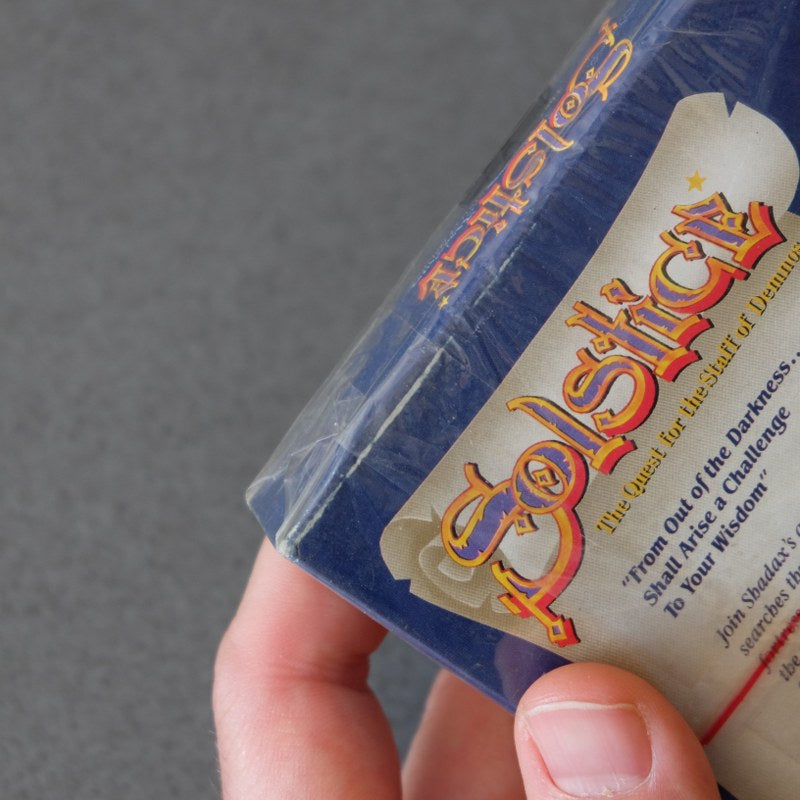 Solstice
Solstice
The Quest for the Staff of Demnos
"From Out of the Darkness...
Shall Arise a Challenge
To Your Wisdom"
Join Shadax's
searches
fortress
the